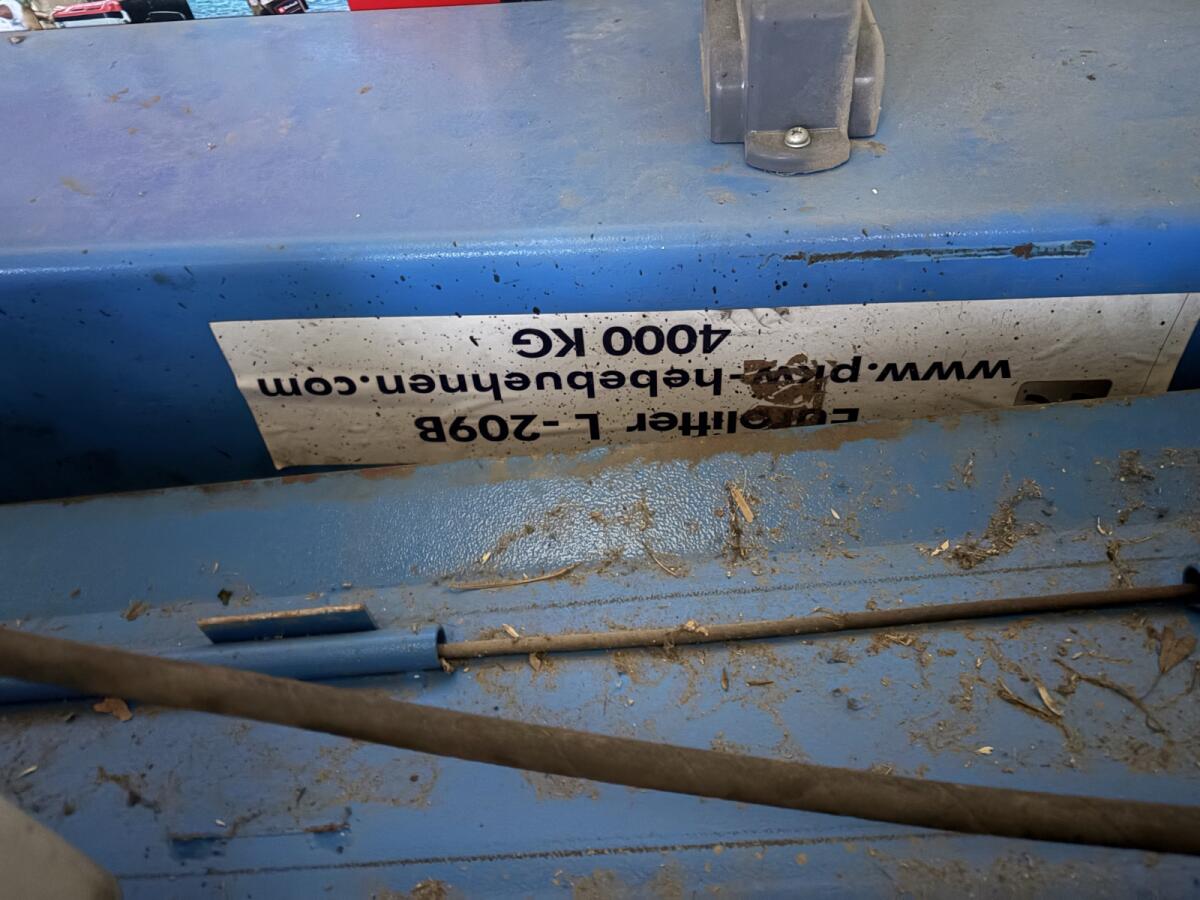 Eurolifter L - 209B
www.pkw-hebebuehnen.com
4000 KG